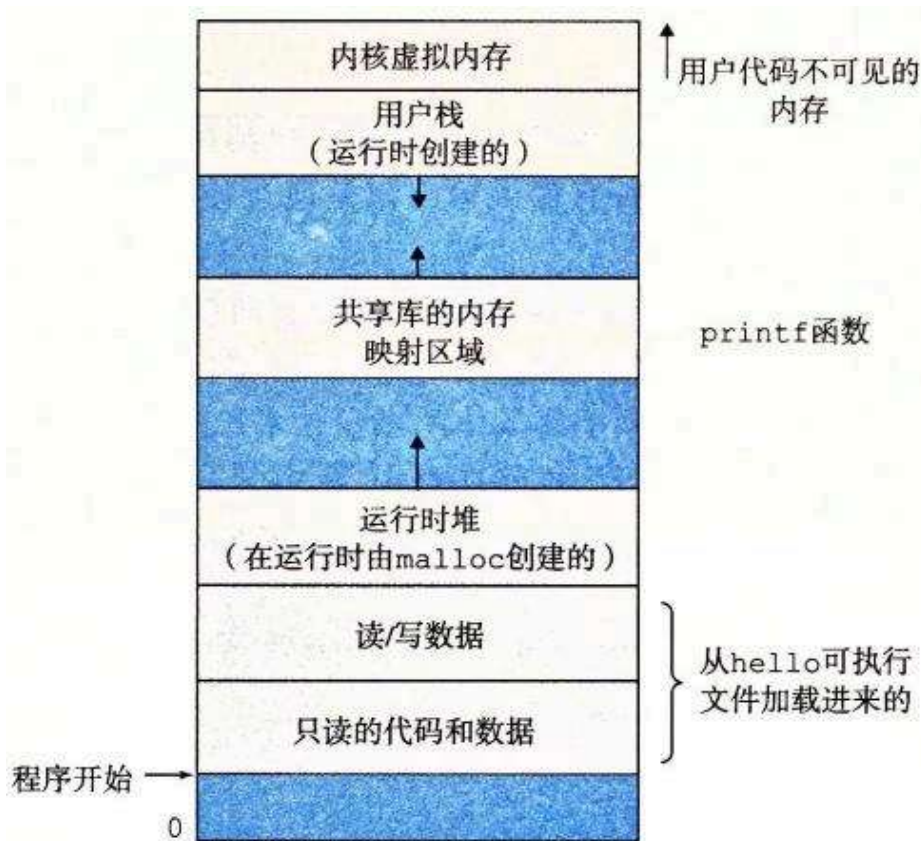 内核虚拟内存
用户代码不可见的
内存
用户栈
（运行时创建的）
共享库的内存
映射区域
printf函数
运行时堆
（在运行时由malloc创建的）
读/写数据
从hello可执行
文件加载进来的
只读的代码和数据
程序开始
0